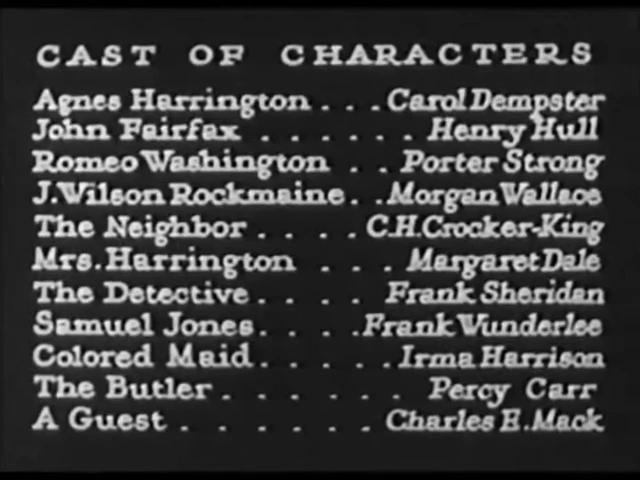 CAST OF CHARACTERS
Agnes Harrington . . . Carol Dempster
John Fairfax . . . . . . Henry Hull
Romeo Washington . . Porter Strong
J. Wilson Rockmaine . . Morgan Wallace
The Neighbor . . . . C.H. Crocker-King
Mrs. Harrington . . . Margaret Dale
The Detective . . . . Frank Sheridan
Samuel Jones . . . . Frank Wunderlee
Colored Maid . . . . . Irma Harrison
The Butler . . . . . . Percy Carr
A Guest . . . . . . Charles E. Mack